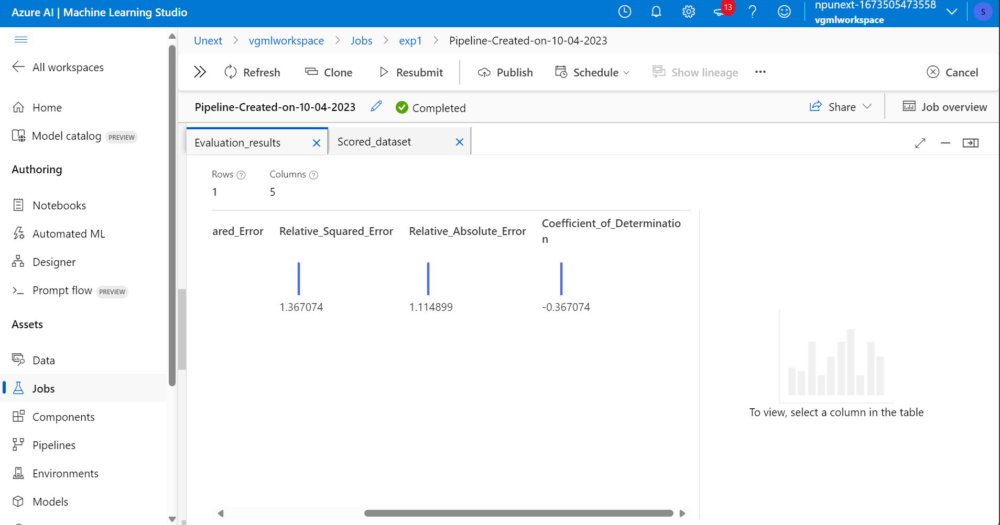 Azure AI | Machine Learning Studio
13
npunext-1673505473558
vgmlworkspace
S
All workspaces
Home
Model catalog PREVIEW
Authoring
Notebooks
Automated ML
Designer
Prompt flow PREVIEW
Assets
Data
Jobs
Components
Pipelines
Environments
Models
Unext > vgmlworkspace > Jobs > exp1 > Pipeline-Created-on-10-04-2023
Refresh Clone Resubmit Publish Schedule Show lineage ··· Cancel
Pipeline-Created-on-10-04-2023 Completed Share Job overview
Evaluation_results Scored_dataset
Rows ? Columns ?
1 5
ared_Error Relative_Squared_Error Relative_Absolute_Error Coefficient_of_Determinatio
n
1.367074 1.114899 -0.367074
To view, select a column in the table